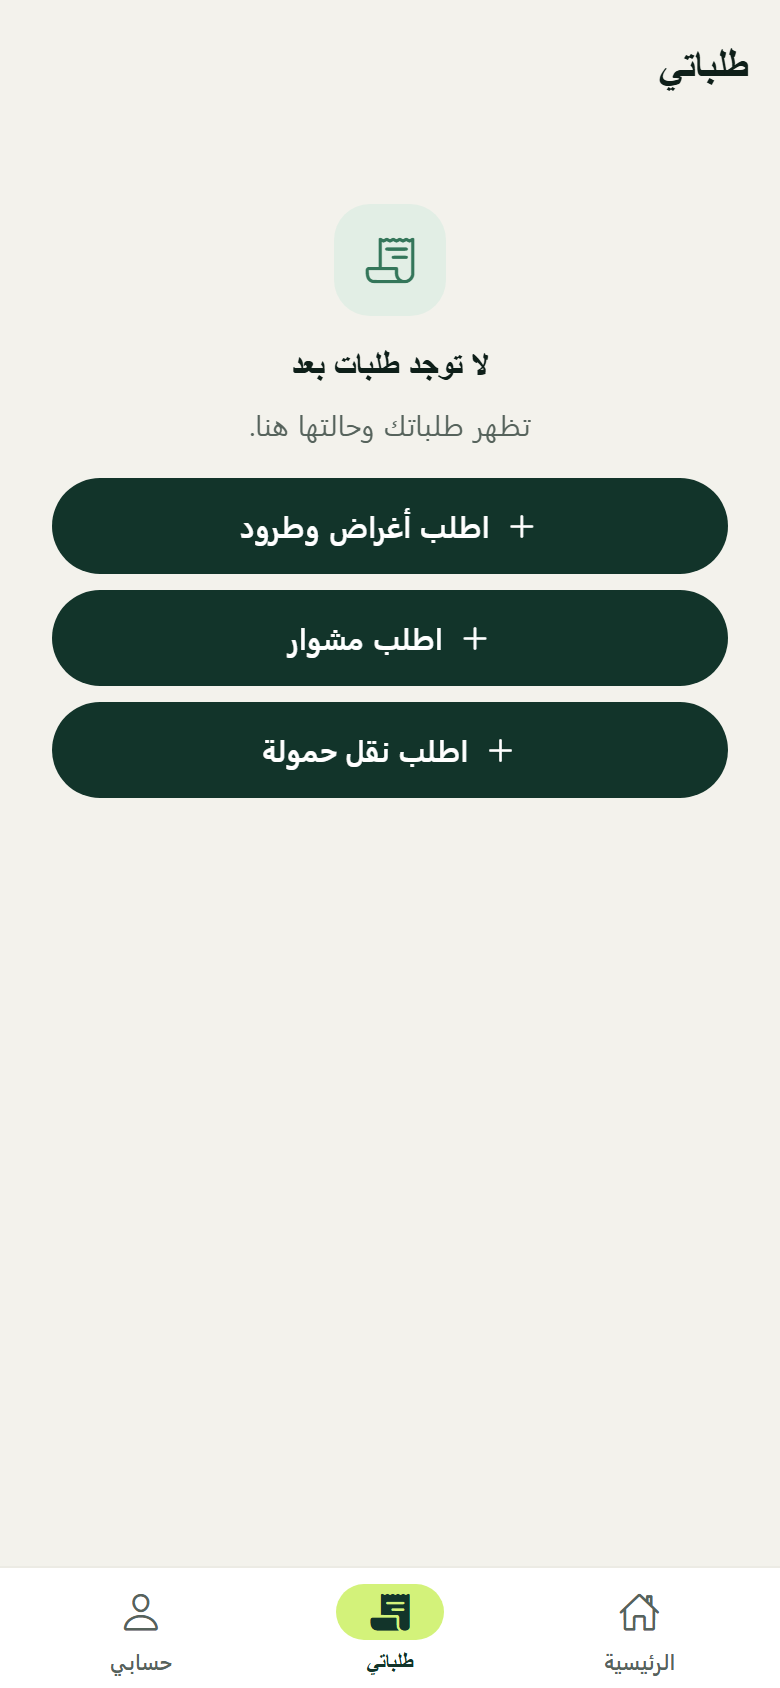 طلباتي
لا توجد طلبات بعد
تظهر طلباتك وحالتها هنا.
اطلب أغراض وطرود
اطلب مشوار
اطلب نقل حمولة
الرئيسية
طلباتي
حسابي